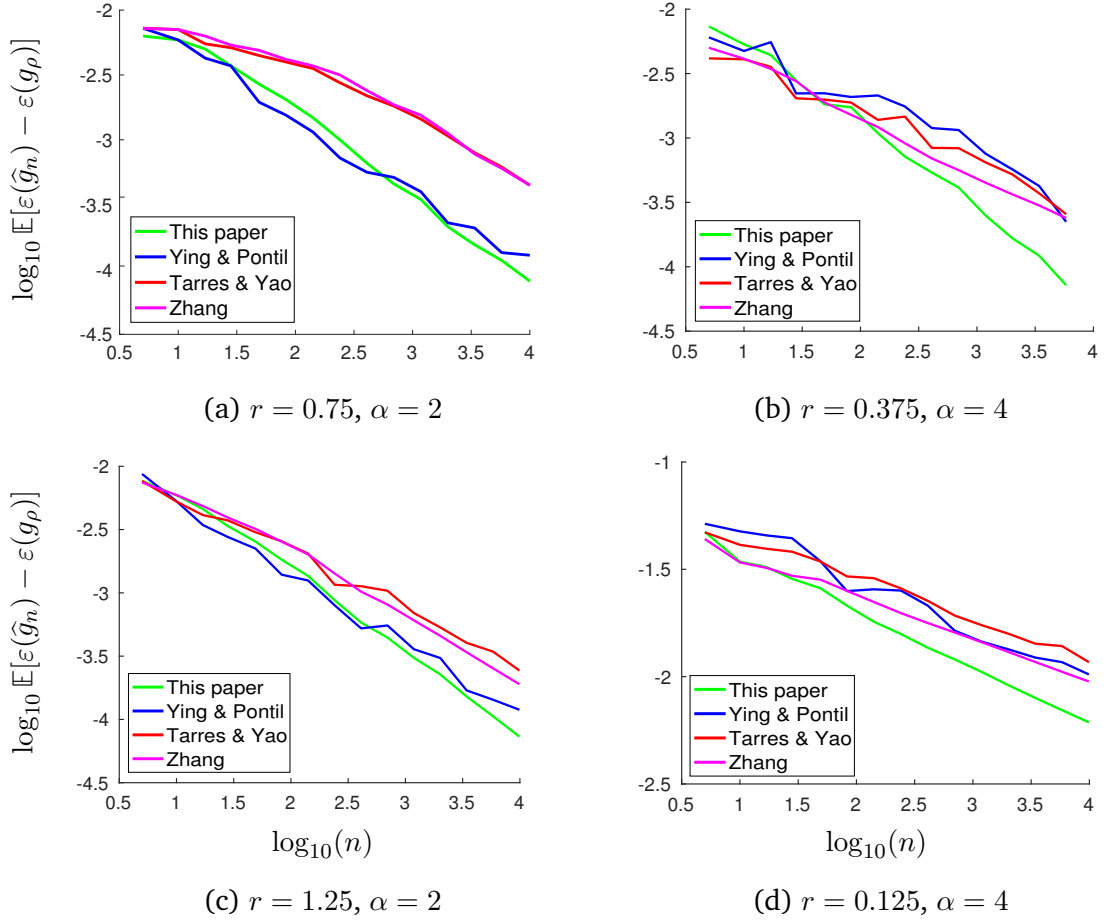 log₁₀ 𝔼[ε(ĝₙ) − ε(g_ρ)]
-2
-2.5
-3
-3.5
-4
-4.5
This paper
Ying & Pontil
Tarres & Yao
Zhang
0.5 1 1.5 2 2.5 3 3.5 4
(a) r = 0.75, α = 2
-2
-2.5
-3
-3.5
-4
-4.5
This paper
Ying & Pontil
Tarres & Yao
Zhang
0.5 1 1.5 2 2.5 3 3.5 4
(b) r = 0.375, α = 4
log₁₀ 𝔼[ε(ĝₙ) − ε(g_ρ)]
-2
-2.5
-3
-3.5
-4
-4.5
This paper
Ying & Pontil
Tarres & Yao
Zhang
0.5 1 1.5 2 2.5 3 3.5 4
log₁₀(n)
(c) r = 1.25, α = 2
-1
-1.5
-2
-2.5
This paper
Ying & Pontil
Tarres & Yao
Zhang
0.5 1 1.5 2 2.5 3 3.5 4
log₁₀(n)
(d) r = 0.125, α = 4